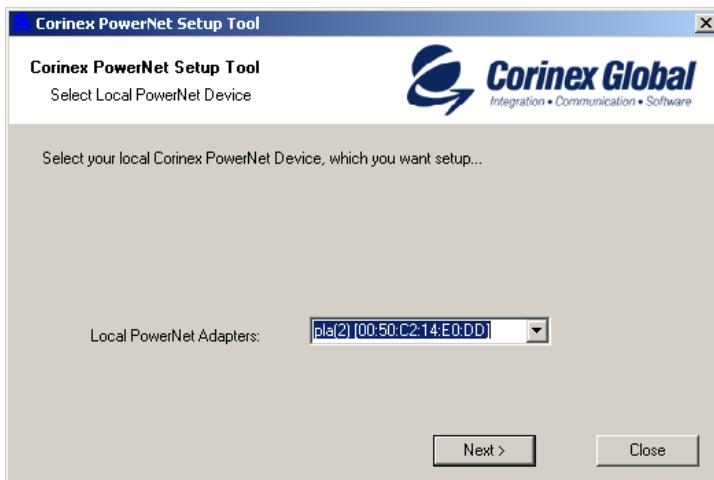 Corinex PowerNet Setup Tool
Corinex PowerNet Setup Tool
Select Local PowerNet Device
Corinex Global
Integration • Communication • Software
Select your local Corinex PowerNet Device, which you want setup...
Local PowerNet Adapters:
pla(2) [00:50:C2:14:E0:DD]
Next >
Close